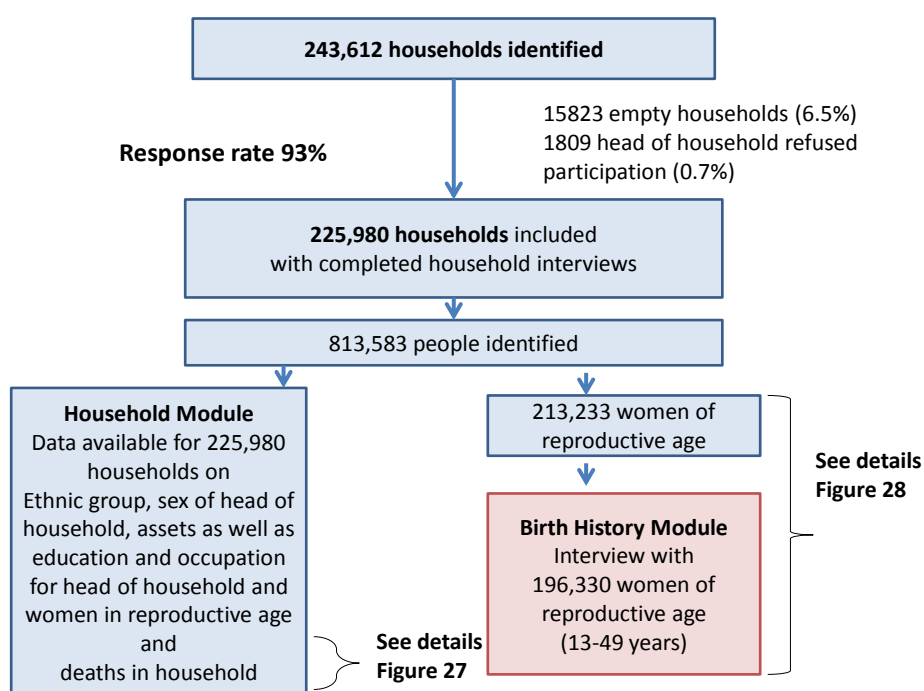 243,612 households identified
15823 empty households (6.5%)
1809 head of household refused
participation (0.7%)
Response rate 93%
225,980 households included
with completed household interviews
813,583 people identified
Household Module
Data available for 225,980
households on
Ethnic group, sex of head of
household, assets as well as
education and occupation
for head of household and
women in reproductive age
and
deaths in household
See details
Figure 27
213,233 women of
reproductive age
Birth History Module
Interview with
196,330 women of
reproductive age
(13-49 years)
See details
Figure 28